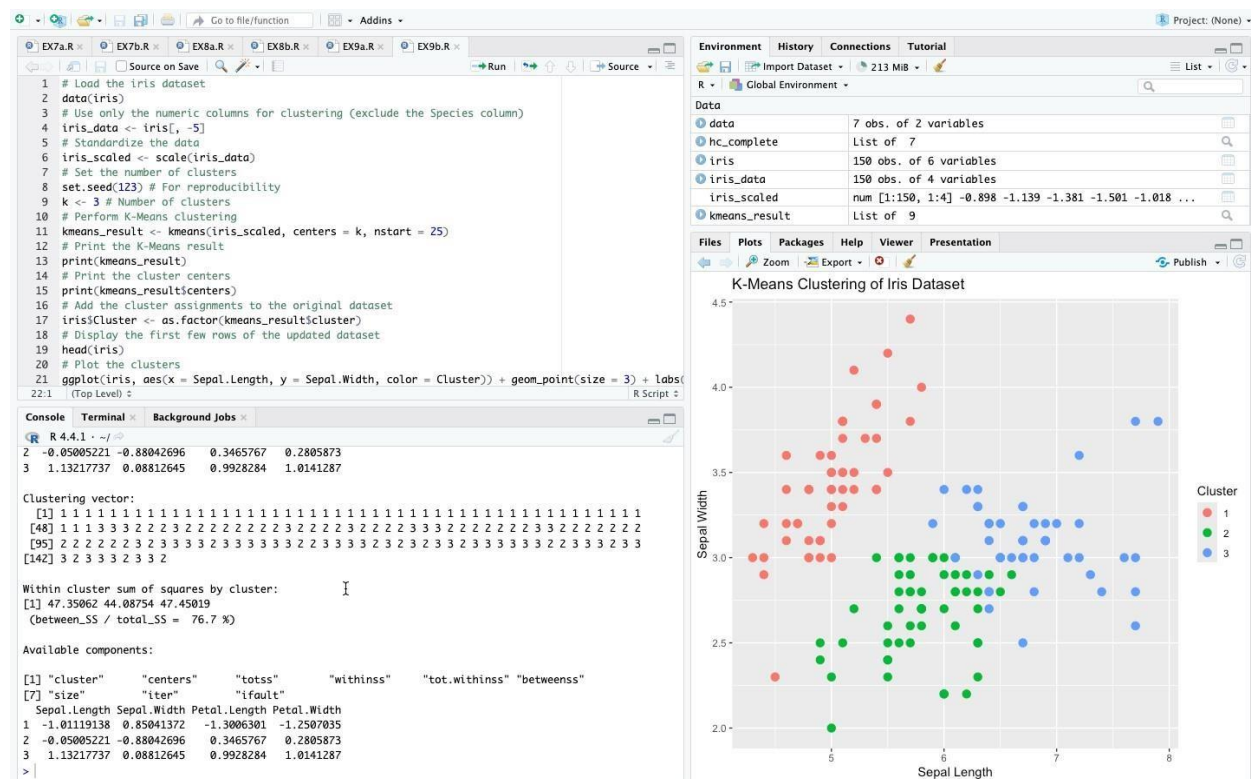 Go to file/function
Addins
Project: (None)
EX7a.R
EX7b.R
EX8a.R
EX8b.R
EX9a.R
EX9b.R
Source on Save
Run
Source
1 # Load the iris dataset
2 data(iris)
3 # Use only the numeric columns for clustering (exclude the Species column)
4 iris_data <- iris[, -5]
5 # Standardize the data
6 iris_scaled <- scale(iris_data)
7 # Set the number of clusters
8 set.seed(123) # For reproducibility
9 k <- 3 # Number of clusters
10 # Perform K-Means clustering
11 kmeans_result <- kmeans(iris_scaled, centers = k, nstart = 25)
12 # Print the K-Means result
13 print(kmeans_result)
14 # Print the cluster centers
15 print(kmeans_result$centers)
16 # Add the cluster assignments to the original dataset
17 iris$Cluster <- as.factor(kmeans_result$cluster)
18 # Display the first few rows of the updated dataset
19 head(iris)
20 # Plot the clusters
21 ggplot(iris, aes(x = Sepal.Length, y = Sepal.Width, color = Cluster)) + geom_point(size = 3) + labs(
22:1 (Top Level)
R Script
Console Terminal Background Jobs
R 4.4.1 · ~/
2 -0.05005221 -0.88042696 0.3465767 0.2805873
3 1.13217737 0.08812645 0.9928284 1.0141287
Clustering vector:
[1] 1 1 1 1 1 1 1 1 1 1 1 1 1 1 1 1 1 1 1 1 1 1 1 1 1 1 1 1 1 1 1 1 1 1 1 1 1 1 1 1 1 1 1 1 1 1 1
[48] 1 1 1 3 3 3 2 2 2 3 2 2 2 2 2 2 2 2 3 2 2 2 2 3 2 2 2 2 3 3 3 2 2 2 2 2 2 2 3 3 2 2 2 2 2 2 2
[95] 2 2 2 2 2 2 3 2 3 3 3 3 2 3 3 3 3 3 3 2 2 3 3 3 3 2 3 2 3 2 3 3 2 3 3 3 3 3 3 2 2 3 3 3 2 3 3
[142] 3 2 3 3 3 2 3 3 2
Within cluster sum of squares by cluster:
[1] 47.35062 44.08754 47.45019
(between_SS / total_SS = 76.7 %)
Available components:
[1] "cluster" "centers" "totss" "withinss" "tot.withinss" "betweenss"
[7] "size" "iter" "ifault"
Sepal.Length Sepal.Width Petal.Length Petal.Width
1 -1.01119138 0.85041372 -1.3006301 -1.2507035
2 -0.05005221 -0.88042696 0.3465767 0.2805873
3 1.13217737 0.08812645 0.9928284 1.0141287
>
Environment History Connections Tutorial
Import Dataset
213 MiB
List
R
Global Environment
Data
data 7 obs. of 2 variables
hc_complete List of 7
iris 150 obs. of 6 variables
iris_data 150 obs. of 4 variables
iris_scaled num [1:150, 1:4] -0.898 -1.139 -1.381 -1.501 -1.018 ...
kmeans_result List of 9
Files Plots Packages Help Viewer Presentation
Zoom
Export
Publish
K-Means Clustering of Iris Dataset
4.5
4.0
3.5
3.0
2.5
2.0
Sepal Width
5 6 7 8
Sepal Length
Cluster
1
2
3